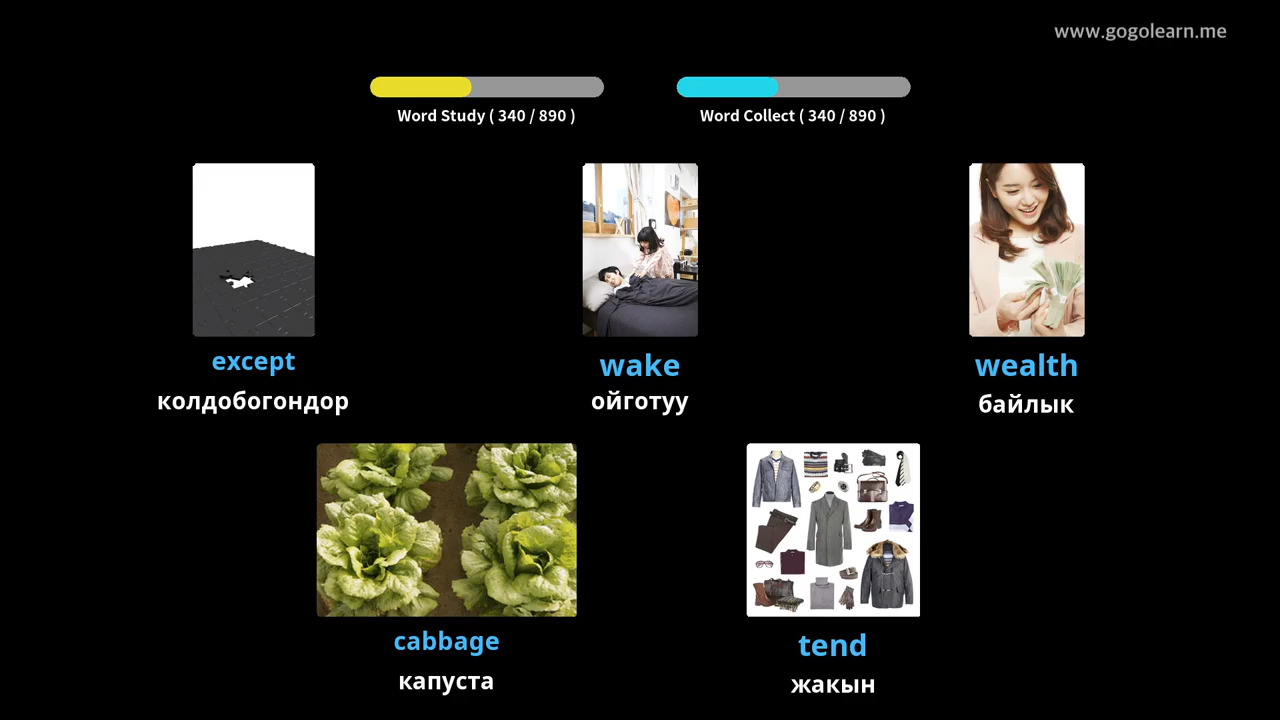 www.gogolearn.me
Word Study ( 340 / 890 )
Word Collect ( 340 / 890 )
except
колдобогондор
wake
ойготуу
wealth
байлык
cabbage
капуста
tend
жакын